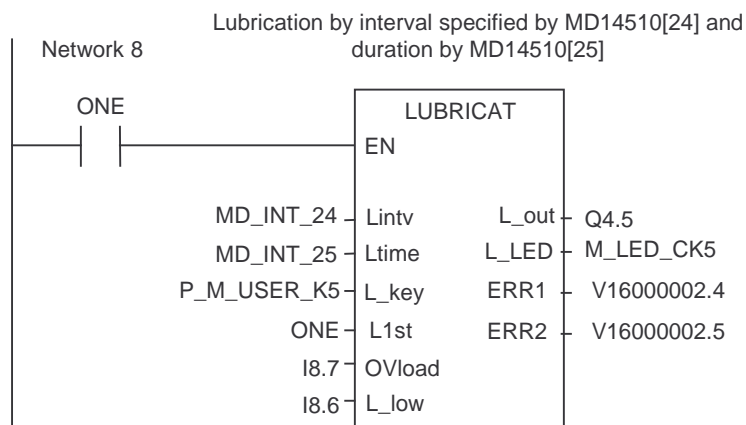 Lubrication by interval specified by MD14510[24] and
Network 8 duration by MD14510[25]
ONE
LUBRICAT
EN
MD_INT_24 Lintv L_out Q4.5
MD_INT_25 Ltime L_LED M_LED_CK5
P_M_USER_K5 L_key ERR1 V16000002.4
ONE L1st ERR2 V16000002.5
I8.7 OVload
I8.6 L_low